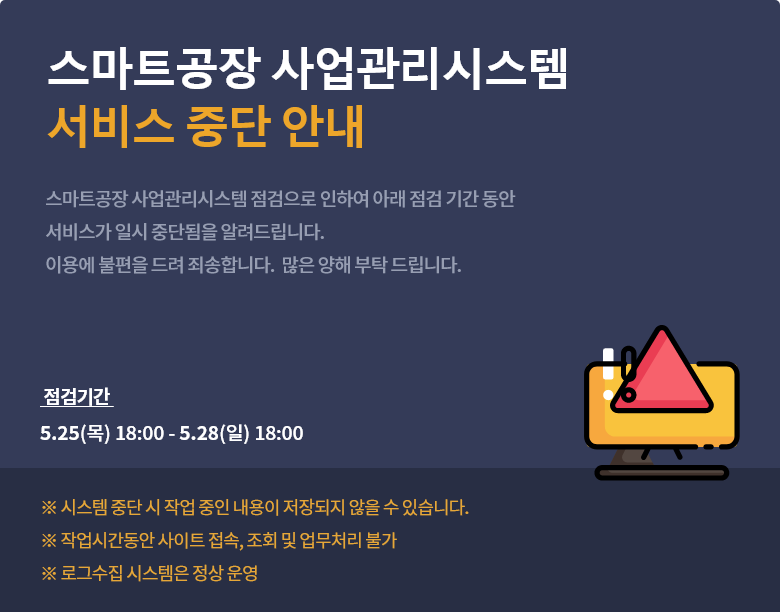 스마트공장 사업관리시스템
서비스 중단 안내
스마트공장 사업관리시스템 점검으로 인하여 아래 점검 기간 동안
서비스가 일시 중단됨을 알려드립니다.
이용에 불편을 드려 죄송합니다. 많은 양해 부탁 드립니다.
점검기간
5.25(목) 18:00 - 5.28(일) 18:00
※ 시스템 중단 시 작업 중인 내용이 저장되지 않을 수 있습니다.
※ 작업시간동안 사이트 접속, 조회 및 업무처리 불가
※ 로그수집 시스템은 정상 운영